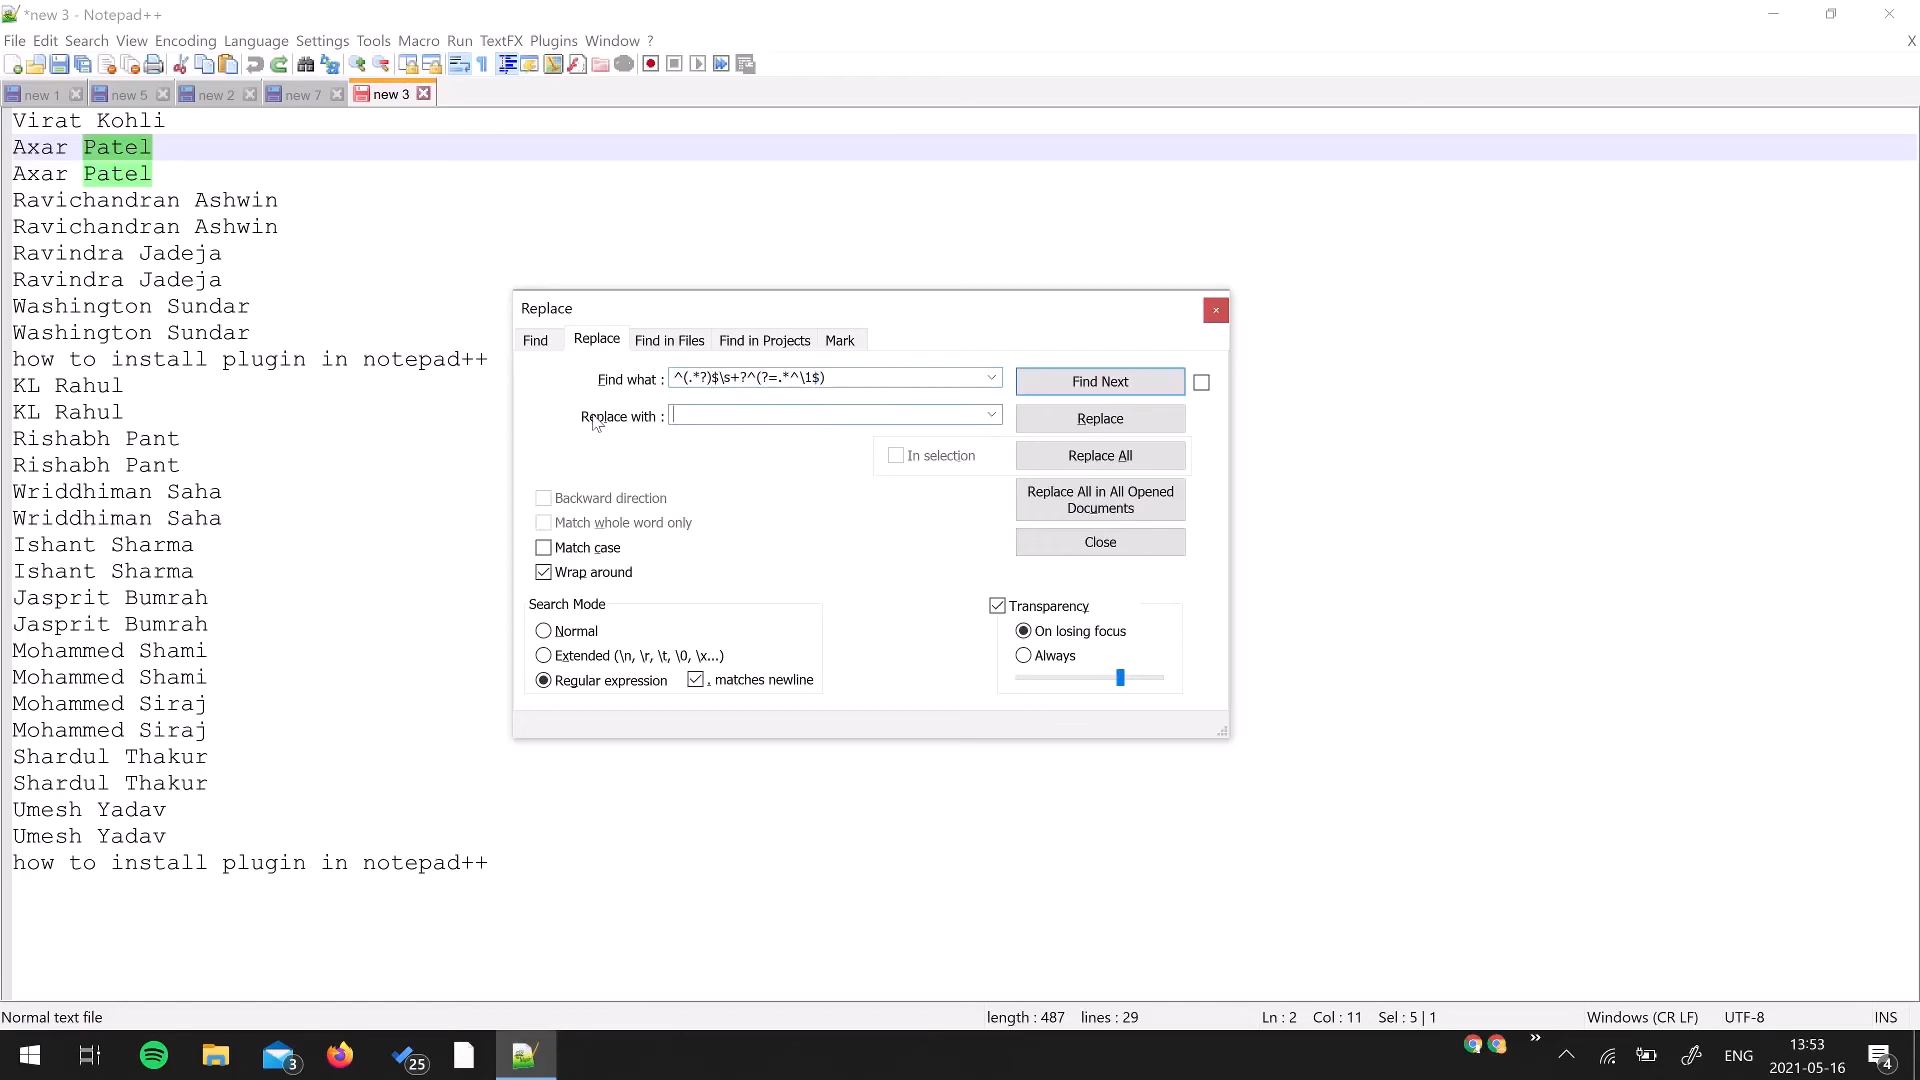 *new 3 - Notepad++
File Edit Search View Encoding Language Settings Tools Macro Run TextFX Plugins Window ?
X
new 1 new 5 new 2 new 7 new 3
Virat Kohli
Axar Patel
Axar Patel
Ravichandran Ashwin
Ravichandran Ashwin
Ravindra Jadeja
Ravindra Jadeja
Washington Sundar
Washington Sundar
how to install plugin in notepad++
KL Rahul
KL Rahul
Rishabh Pant
Rishabh Pant
Wriddhiman Saha
Wriddhiman Saha
Ishant Sharma
Ishant Sharma
Jasprit Bumrah
Jasprit Bumrah
Mohammed Shami
Mohammed Shami
Mohammed Siraj
Mohammed Siraj
Shardul Thakur
Shardul Thakur
Umesh Yadav
Umesh Yadav
how to install plugin in notepad++
Replace
Find Replace Find in Files Find in Projects Mark
Find what : ^(.*?)$\s+?^(?=.*^\1$) Find Next
Replace with : Replace
In selection Replace All
Replace All in All Opened
Documents
Close
Backward direction
Match whole word only
Match case
Wrap around
Search Mode
Normal
Extended (\n, \r, \t, \0, \x...)
Regular expression . matches newline
Transparency
On losing focus
Always
Normal text file length : 487 lines : 29 Ln : 2 Col : 11 Sel : 5 | 1 Windows (CR LF) UTF-8 INS
3 25 ENG 13:53
2021-05-16 4